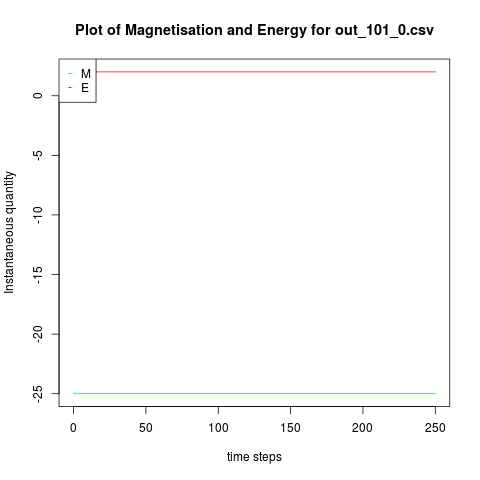 Plot of Magnetisation and Energy for out_101_0.csv
M
E
0
-5
-10
-15
-20
-25
Instantaneous quantity
0 50 100 150 200 250
time steps